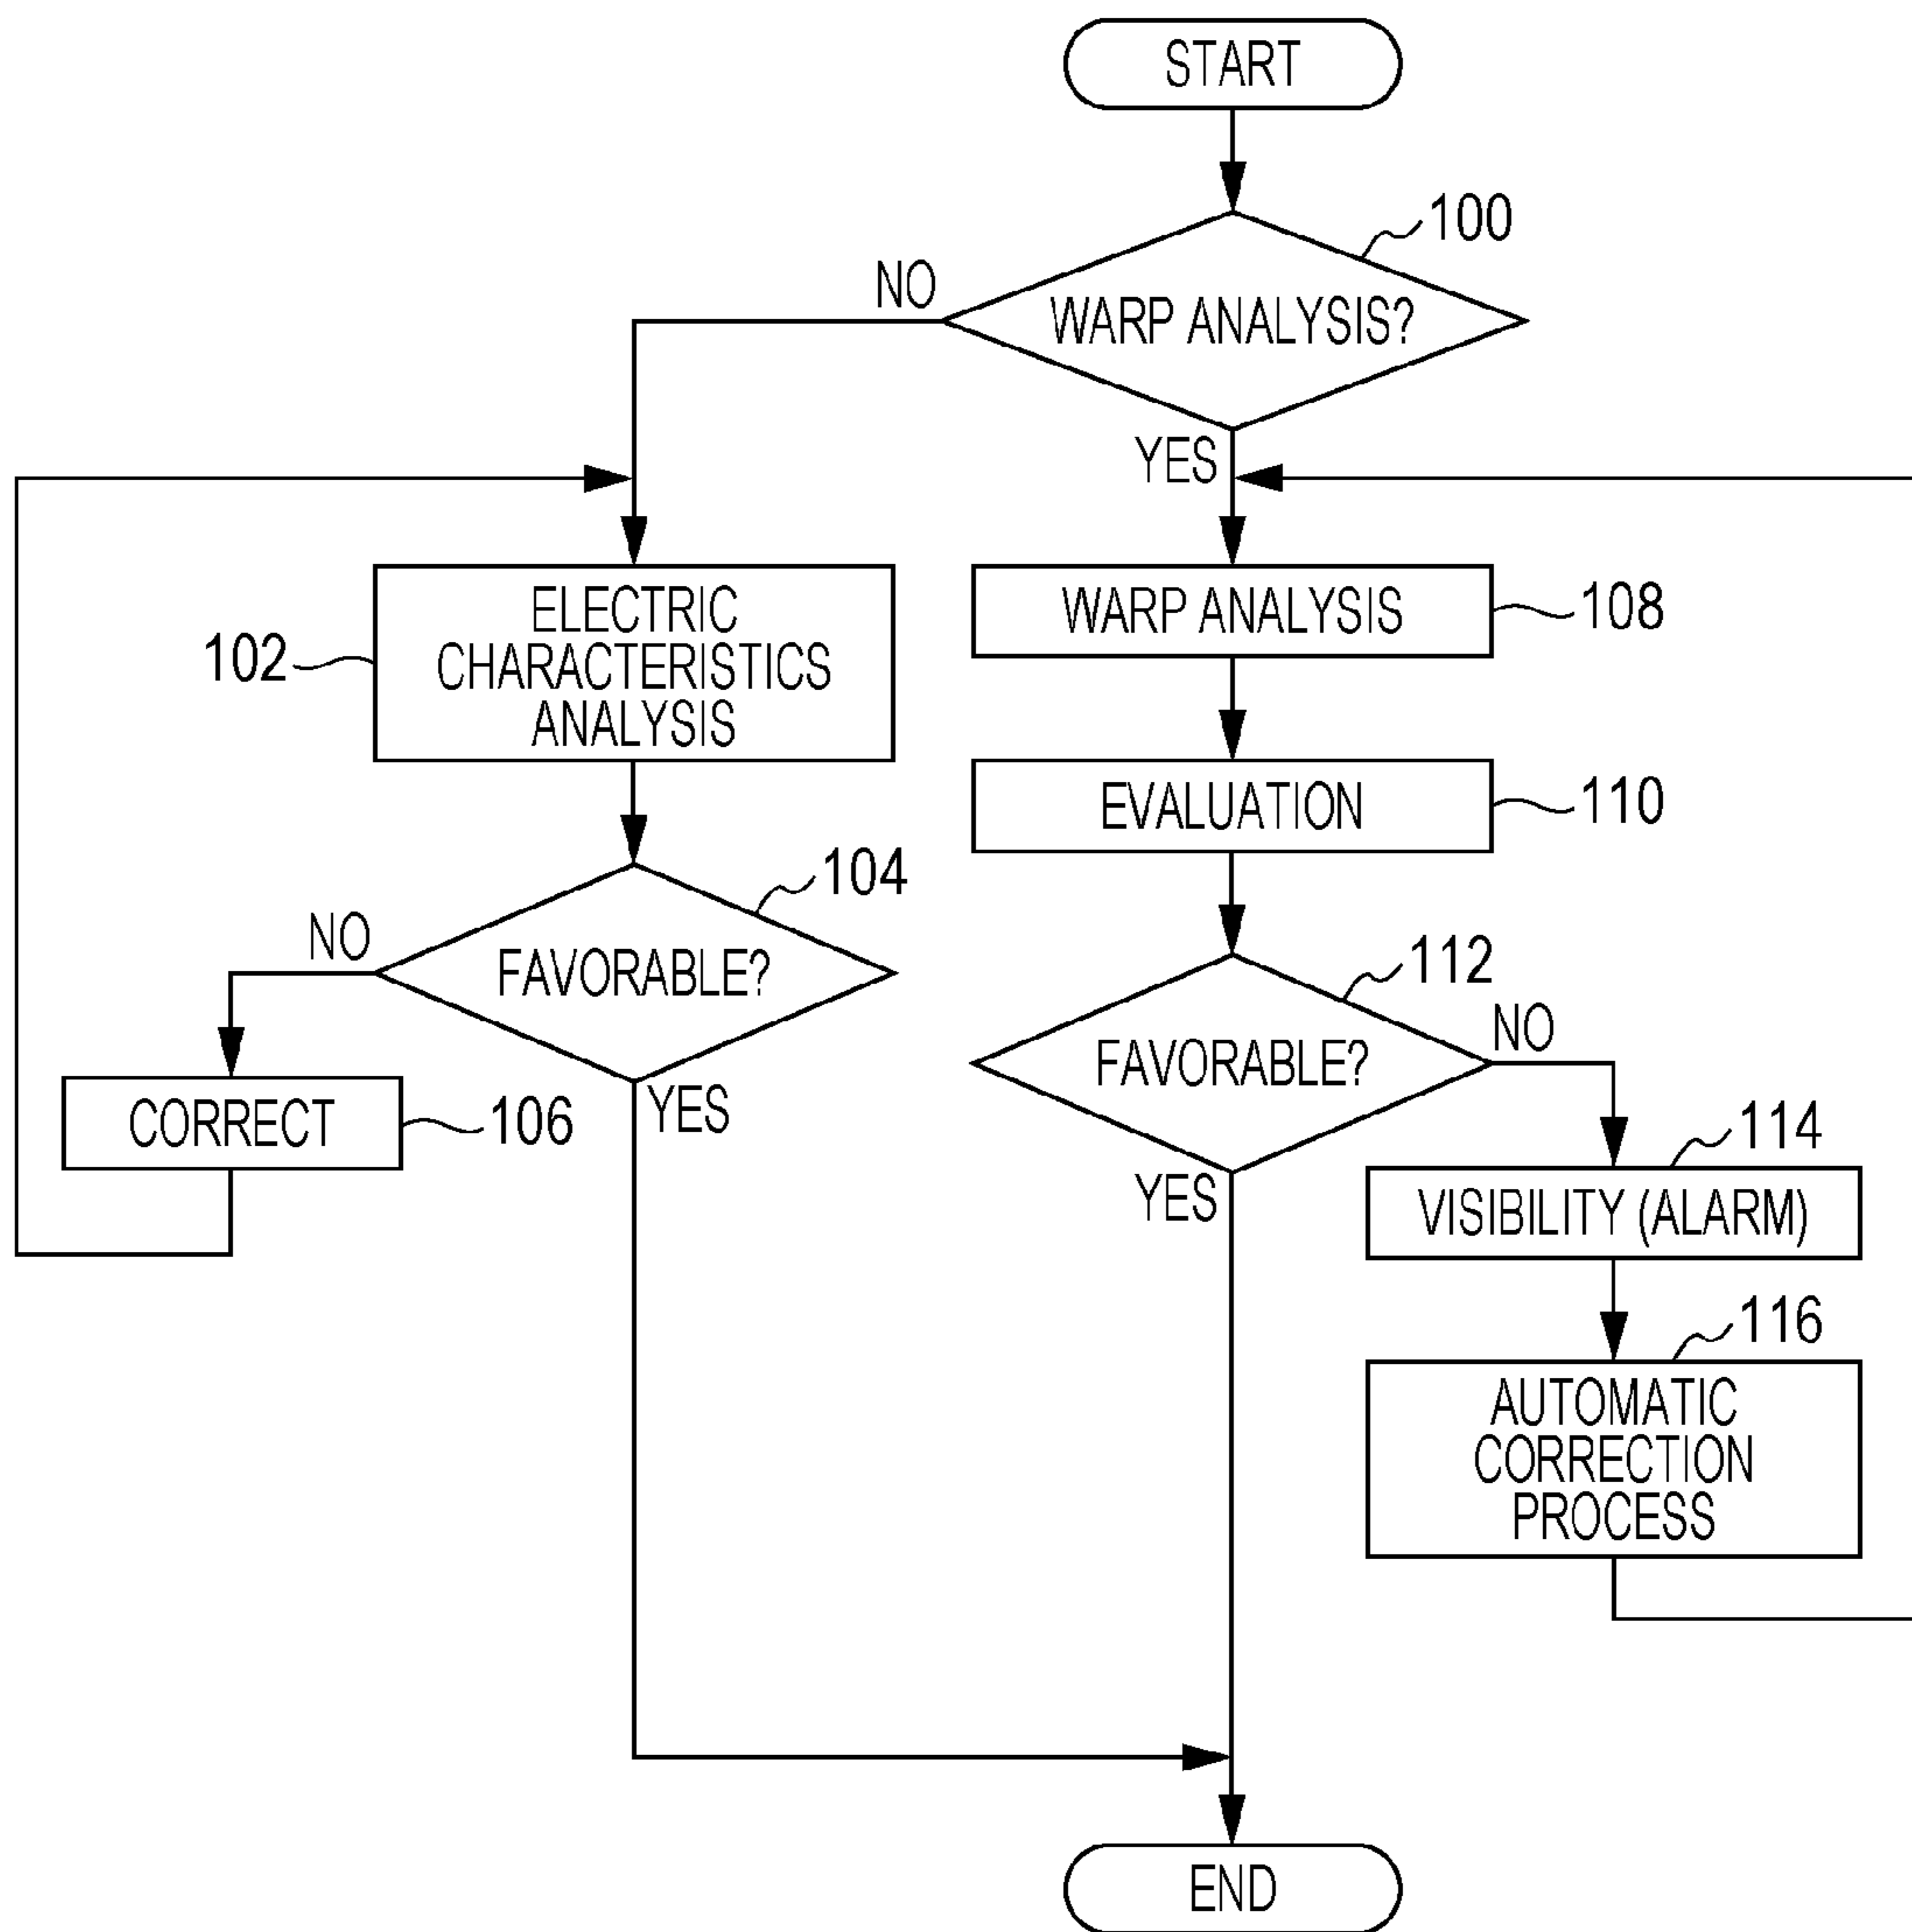 START
100
NO
WARP ANALYSIS?
YES
ELECTRIC
CHARACTERISTICS
ANALYSIS
102
WARP ANALYSIS
108
EVALUATION
110
104
NO
FAVORABLE?
YES
112
FAVORABLE?
NO
YES
CORRECT
106
114
VISIBILITY (ALARM)
116
AUTOMATIC
CORRECTION
PROCESS
END